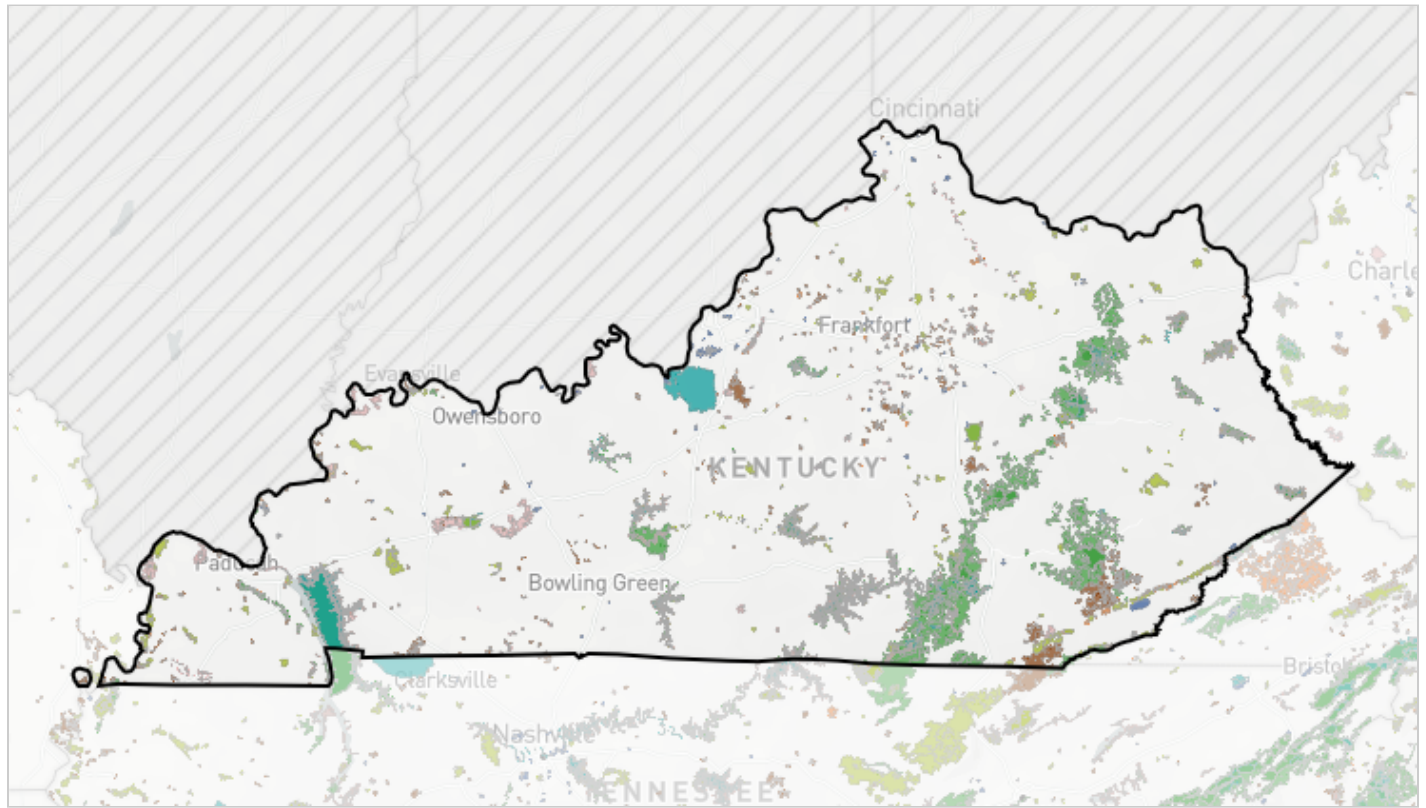 Cincinnati
Charle
Frankfort
Evansville
Owensboro
KENTUCKY
Paducah
Bowling Green
Clarksville
Bristol
Nashville
TENNESSEE